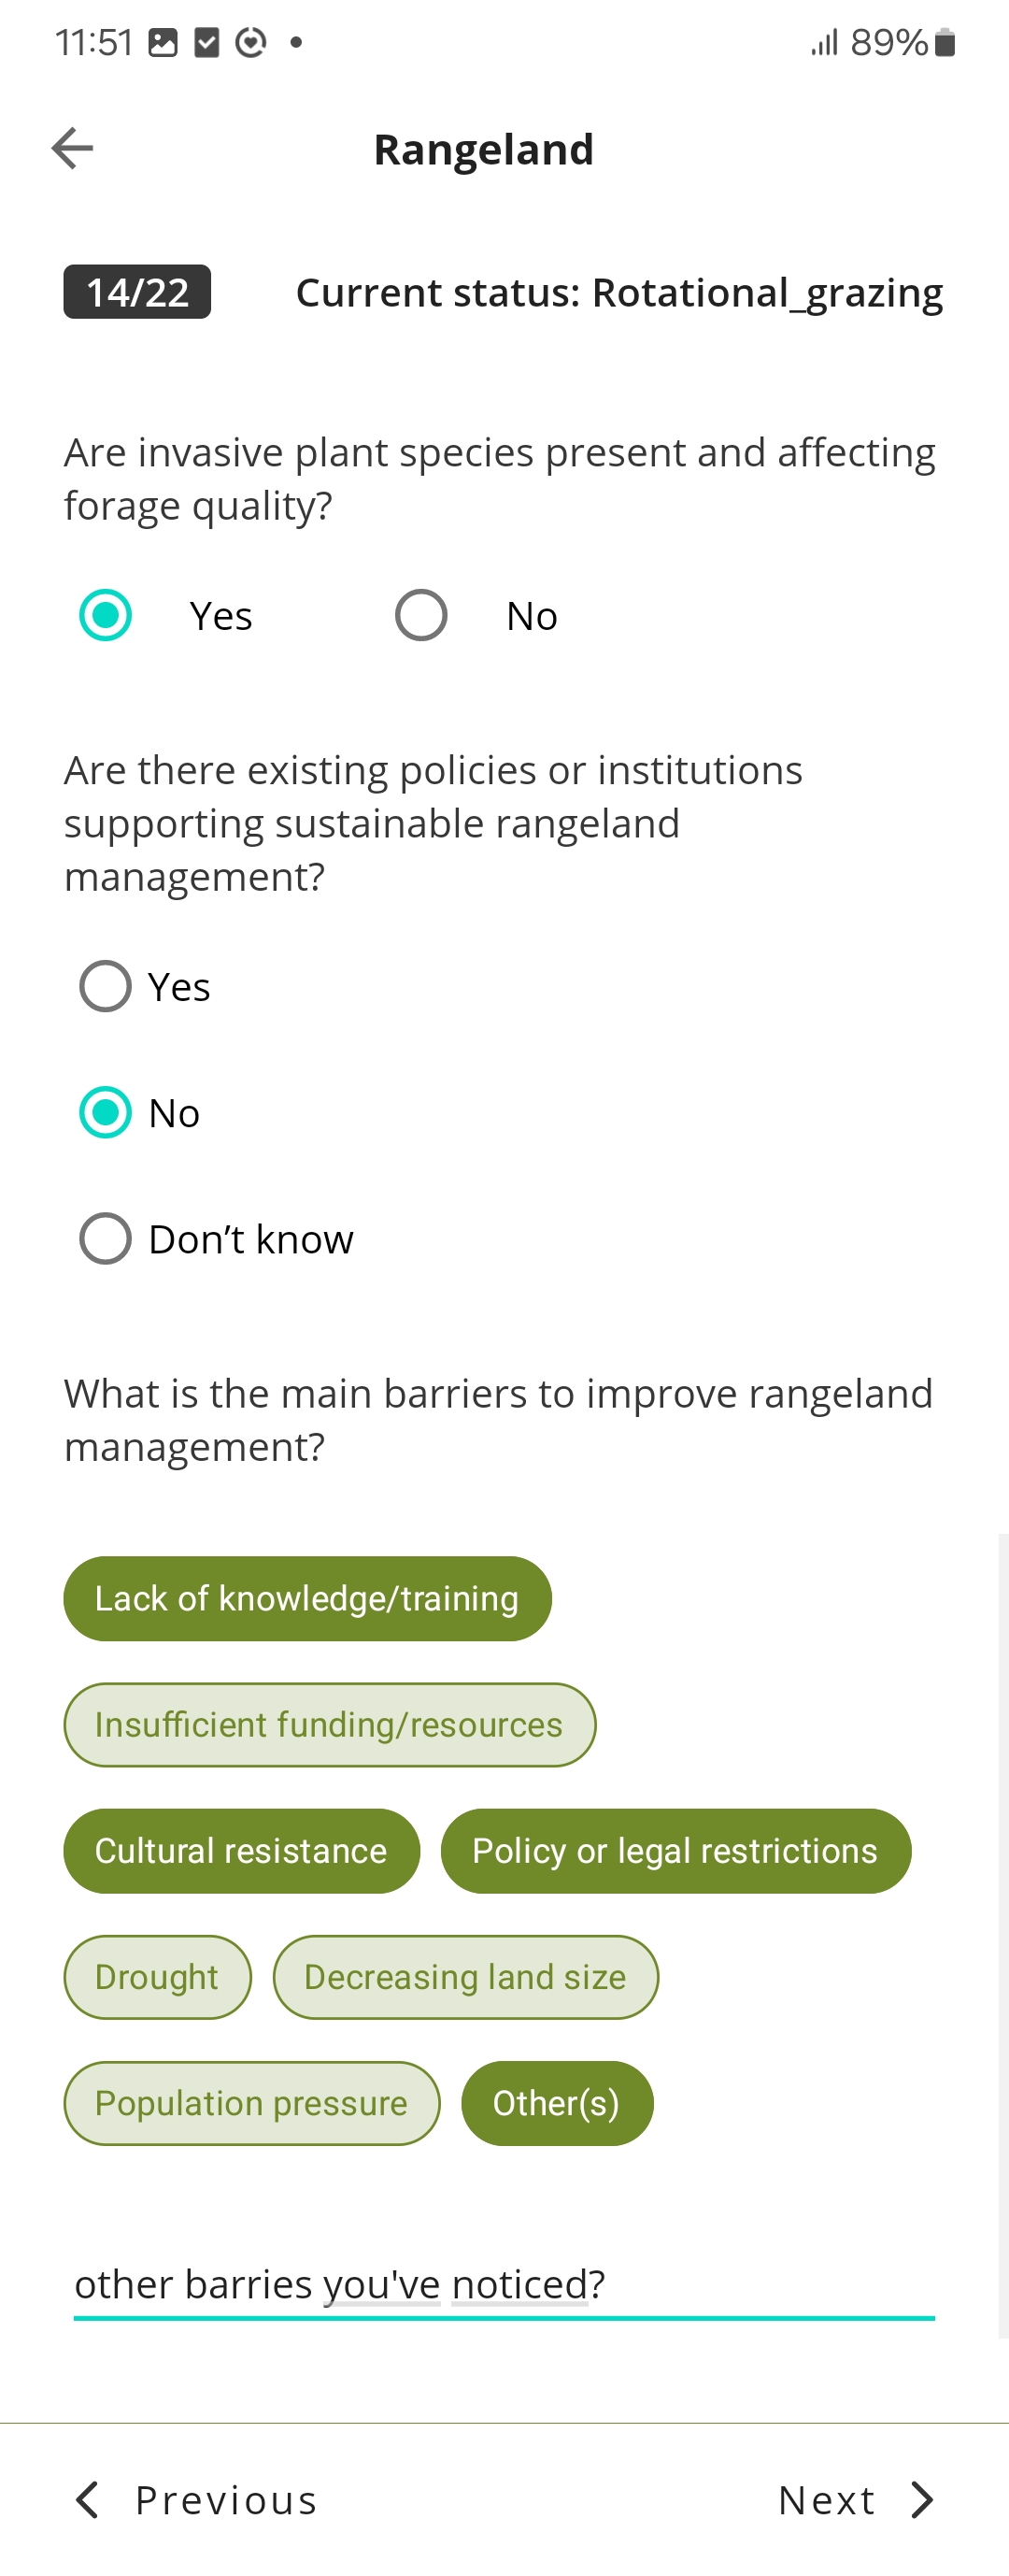 11:51
89%
Rangeland
14/22 Current status: Rotational_grazing
Are invasive plant species present and affecting
forage quality?
Yes No
Are there existing policies or institutions
supporting sustainable rangeland
management?
Yes
No
Don’t know
What is the main barriers to improve rangeland
management?
Lack of knowledge/training
Insufficient funding/resources
Cultural resistance Policy or legal restrictions
Drought Decreasing land size
Population pressure Other(s)
other barries you've noticed?
Previous Next